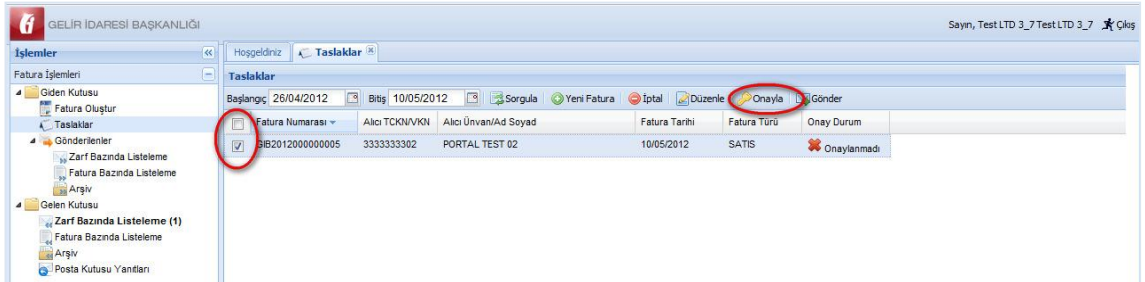 GELİR İDARESİ BAŞKANLIĞI
Sayın, Test LTD 3_7 Test LTD 3_7 Çıkış
İşlemler
Hoşgeldiniz Taslaklar
Fatura İşlemleri
Taslaklar
Giden Kutusu
Başlangıç 26/04/2012 Bitiş 10/05/2012 Sorgula Yeni Fatura İptal Düzenle Onayla Gönder
Fatura Oluştur
Taslaklar
Fatura Numarası Alıcı TCKN/VKN Alıcı Ünvan/Ad Soyad Fatura Tarihi Fatura Türü Onay Durum
Gönderilenler
GIB2012000000005 3333333302 PORTAL TEST 02 10/05/2012 SATIS Onaylanmadı
Zarf Bazında Listeleme
Fatura Bazında Listeleme
Arşiv
Gelen Kutusu
Zarf Bazında Listeleme (1)
Fatura Bazında Listeleme
Arşiv
Posta Kutusu Yanıtları